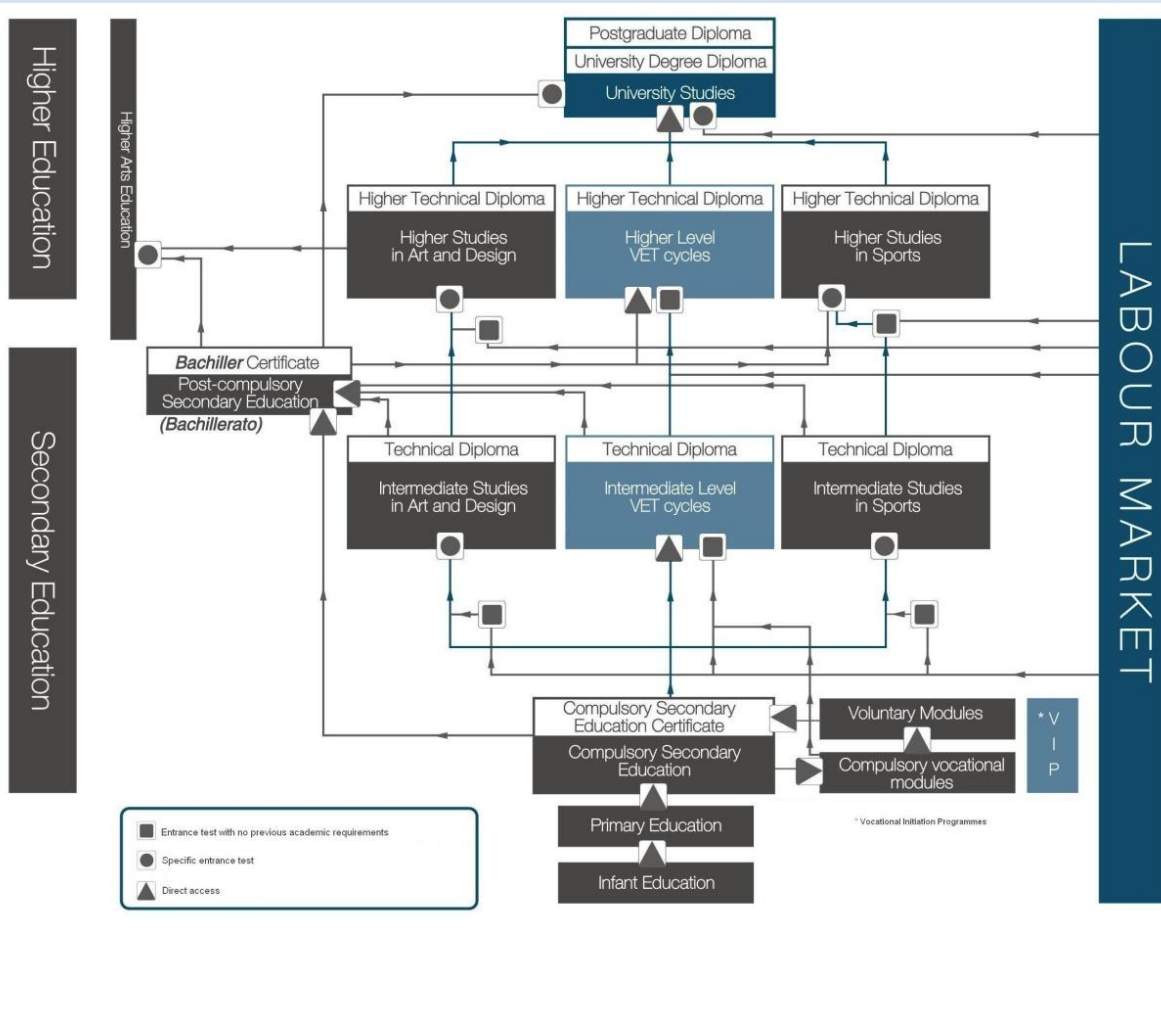 Higher Education
Secondary Education
Higher Arts Education
Postgraduate Diploma
University Degree Diploma
University Studies
Higher Technical Diploma
Higher Studies
in Art and Design
Higher Technical Diploma
Higher Level
VET cycles
Higher Technical Diploma
Higher Studies
in Sports
Bachiller Certificate
Post-compulsory
Secondary Education
(Bachillerato)
Technical Diploma
Intermediate Studies
in Art and Design
Technical Diploma
Intermediate Level
VET cycles
Technical Diploma
Intermediate Studies
in Sports
Compulsory Secondary
Education Certificate
Compulsory Secondary
Education
Voluntary Modules
Compulsory vocational
modules
* V
I
P
* Vocational Initiation Programmes
Primary Education
Infant Education
Entrance test with no previous academic requirements
Specific entrance test
Direct access
LABOUR MARKET